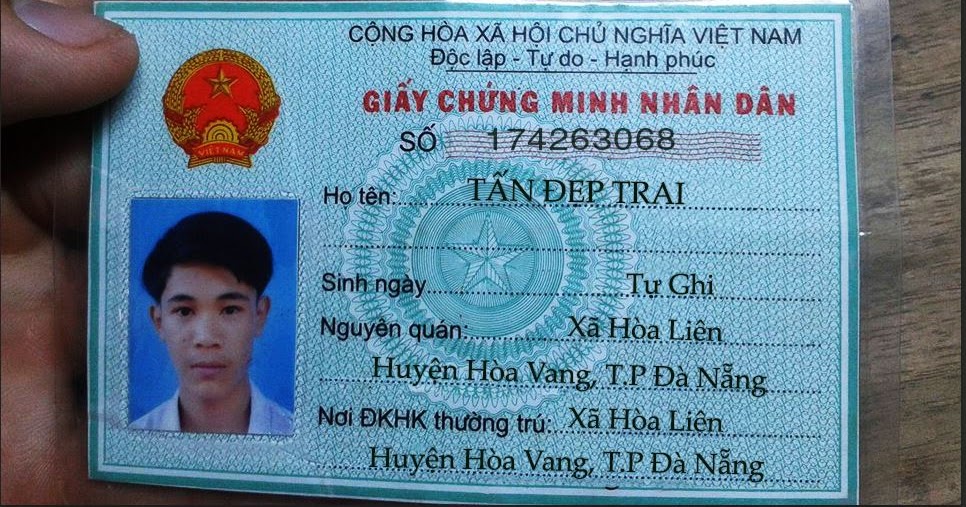 CỘNG HÒA XÃ HỘI CHỦ NGHĨA VIỆT NAM
Độc lập - Tự do - Hạnh phúc
GIẤY CHỨNG MINH NHÂN DÂN
SỐ 174263068
VIỆT NAM
Họ tên: TẤN ĐẸP TRAI
Sinh ngày Tự Ghi
Nguyên quán: Xã Hòa Liên
Huyện Hòa Vang, T.P Đà Nẵng
Nơi ĐKHK thường trú: Xã Hòa Liên
Huyện Hòa Vang, T.P Đà Nẵng